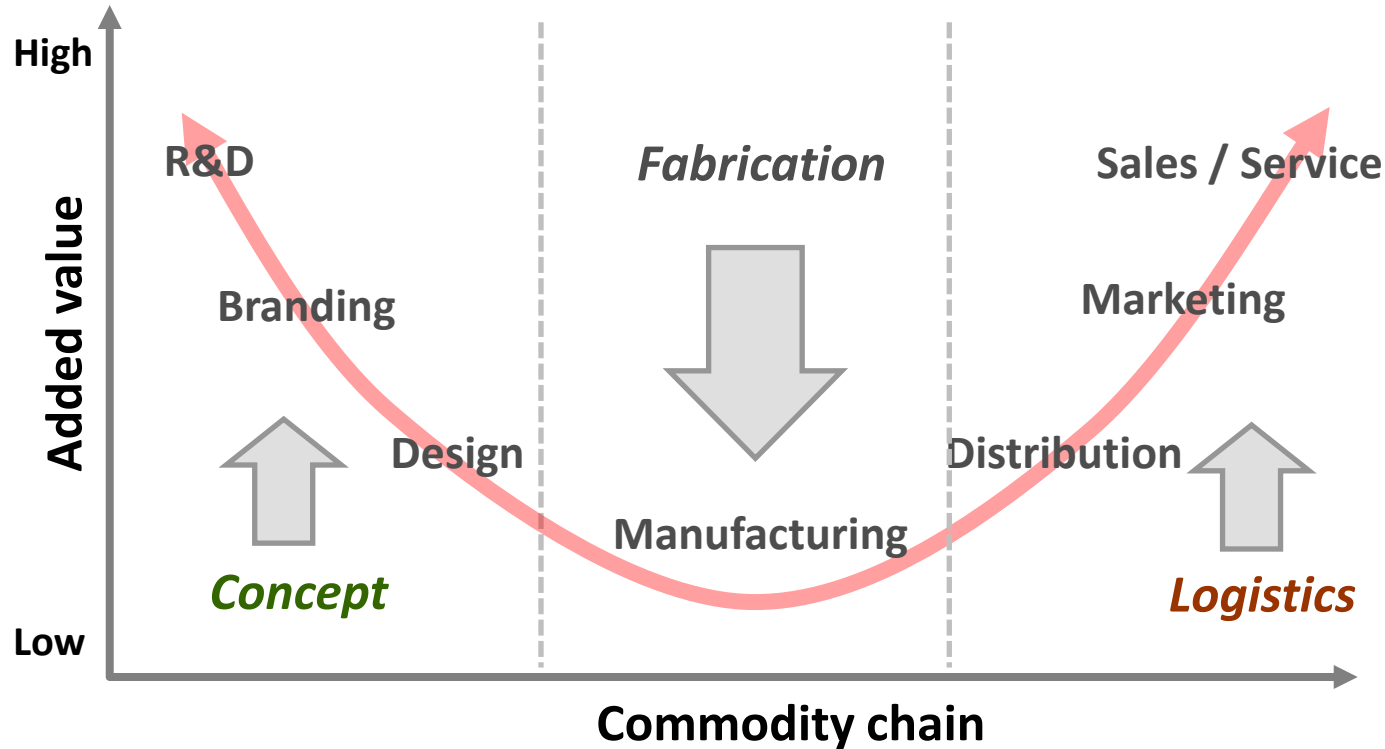 High
R&D
Fabrication
Sales / Service
Branding
Marketing
Added value
Design
Distribution
Manufacturing
Concept
Logistics
Low
Commodity chain